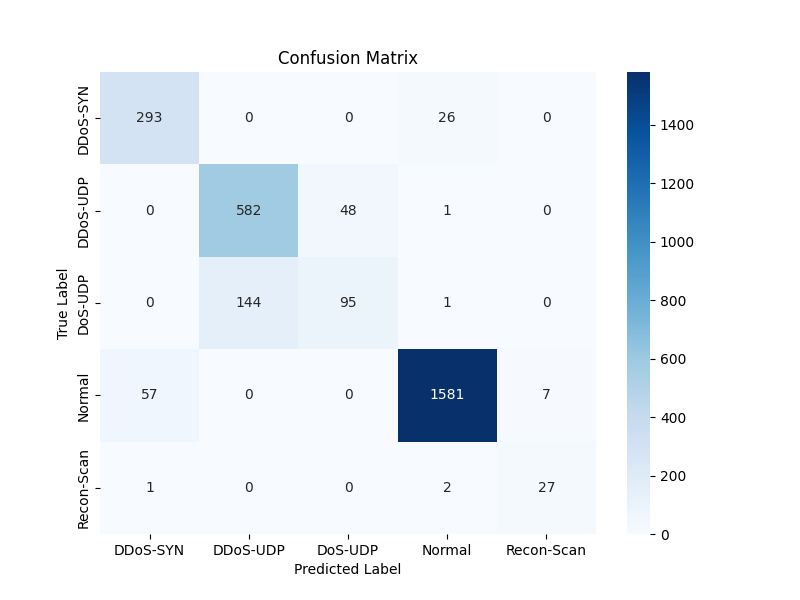 Confusion Matrix
True Label
DDoS-SYN
293 0 0 26 0
DDoS-UDP
0 582 48 1 0
DoS-UDP
0 144 95 1 0
Normal
57 0 0 1581 7
Recon-Scan
1 0 0 2 27
DDoS-SYN DDoS-UDP DoS-UDP Normal Recon-Scan
Predicted Label
1400
1200
1000
800
600
400
200
0